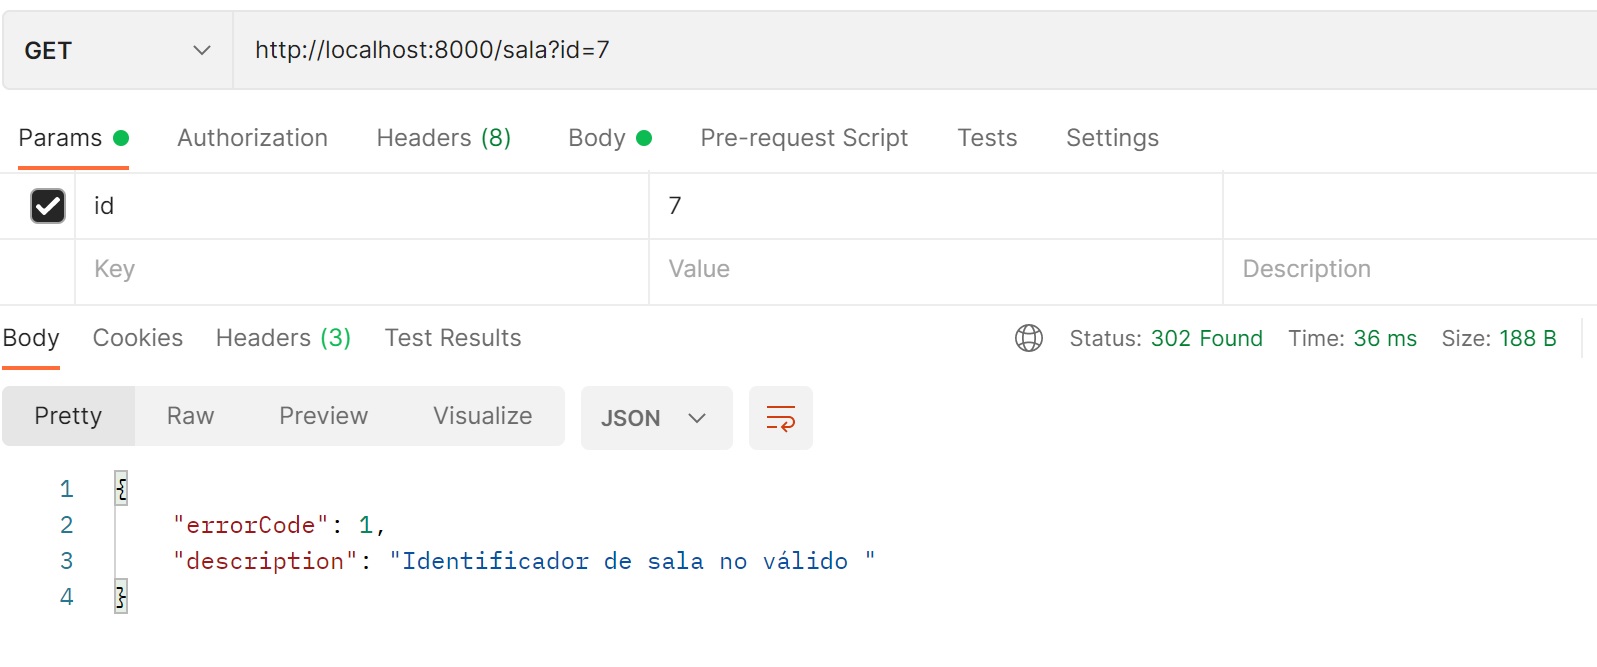 GET http://localhost:8000/sala?id=7
Params Authorization Headers (8) Body Pre-request Script Tests Settings
id 7
Key Value Description
Body Cookies Headers (3) Test Results Status: 302 Found Time: 36 ms Size: 188 B
Pretty Raw Preview Visualize JSON
1 {
2 "errorCode": 1,
3 "description": "Identificador de sala no válido "
4 }